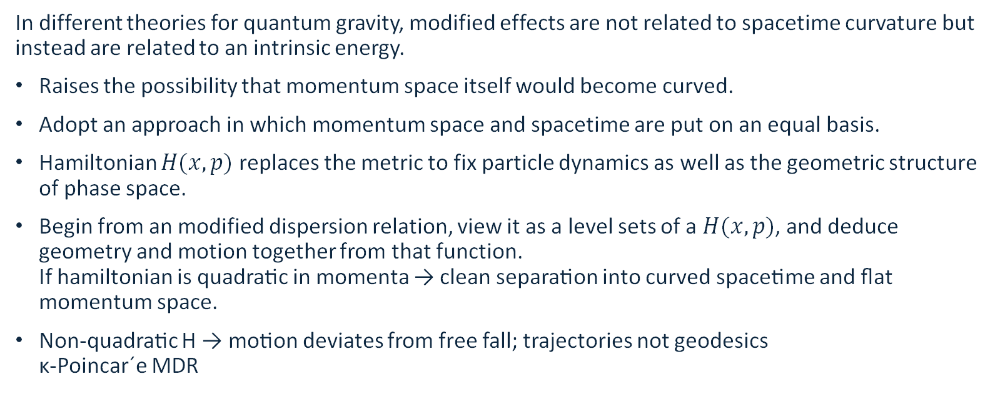 In different theories for quantum gravity, modified effects are not related to spacetime curvature but
instead are related to an intrinsic energy.
• Raises the possibility that momentum space itself would become curved.
• Adopt an approach in which momentum space and spacetime are put on an equal basis.
• Hamiltonian H(x,p) replaces the metric to fix particle dynamics as well as the geometric structure
of phase space.
• Begin from an modified dispersion relation, view it as a level sets of a H(x,p), and deduce
geometry and motion together from that function.
If hamiltonian is quadratic in momenta → clean separation into curved spacetime and flat
momentum space.
• Non-quadratic H → motion deviates from free fall; trajectories not geodesics
κ-Poincar´e MDR